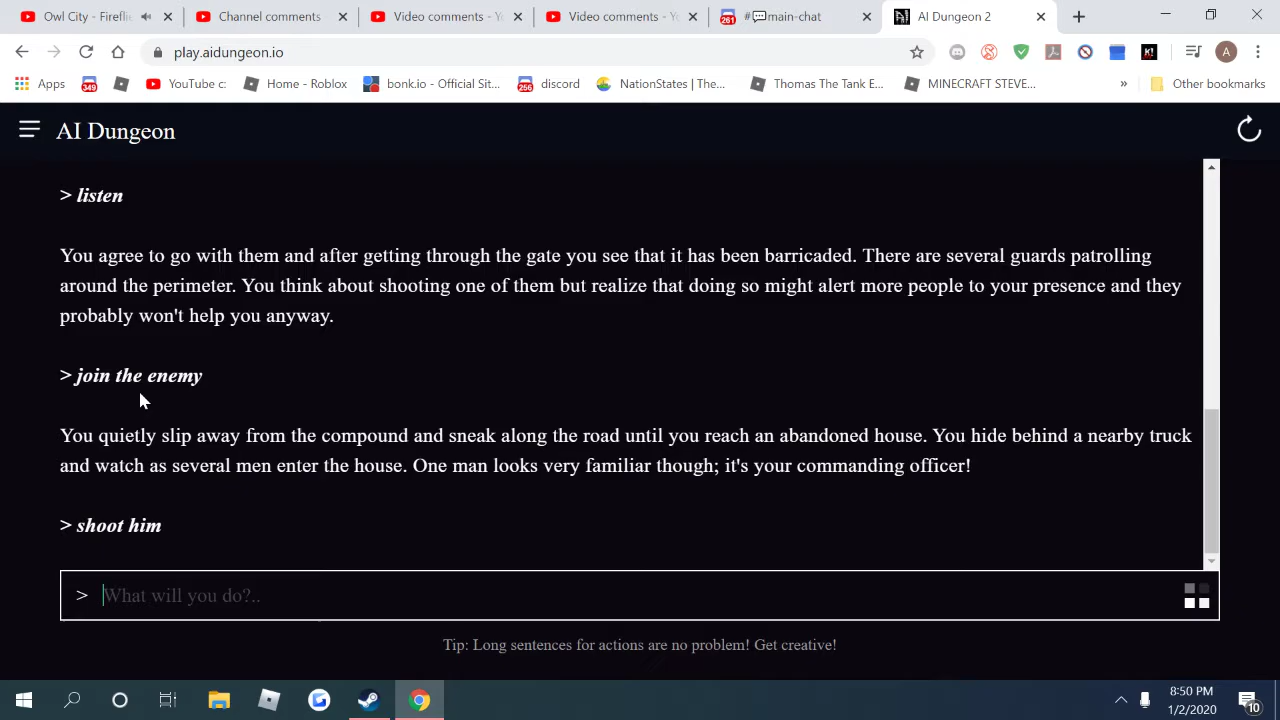 Owl City - Firefli
Channel comments -
Video comments - Y
Video comments - Y
261
#main-chat
AI Dungeon 2
play.aidungeon.io
K!
A
Apps
349
YouTube c:
Home - Roblox
bonk.io - Official Sit...
256
discord
NationStates | The...
Thomas The Tank E...
MINECRAFT STEVE...
»
Other bookmarks
AI Dungeon
> listen
You agree to go with them and after getting through the gate you see that it has been barricaded. There are several guards patrolling
around the perimeter. You think about shooting one of them but realize that doing so might alert more people to your presence and they
probably won't help you anyway.
> join the enemy
You quietly slip away from the compound and sneak along the road until you reach an abandoned house. You hide behind a nearby truck
and watch as several men enter the house. One man looks very familiar though; it's your commanding officer!
> shoot him
> What will you do?..
Tip: Long sentences for actions are no problem! Get creative!
8:50 PM
1/2/2020
10